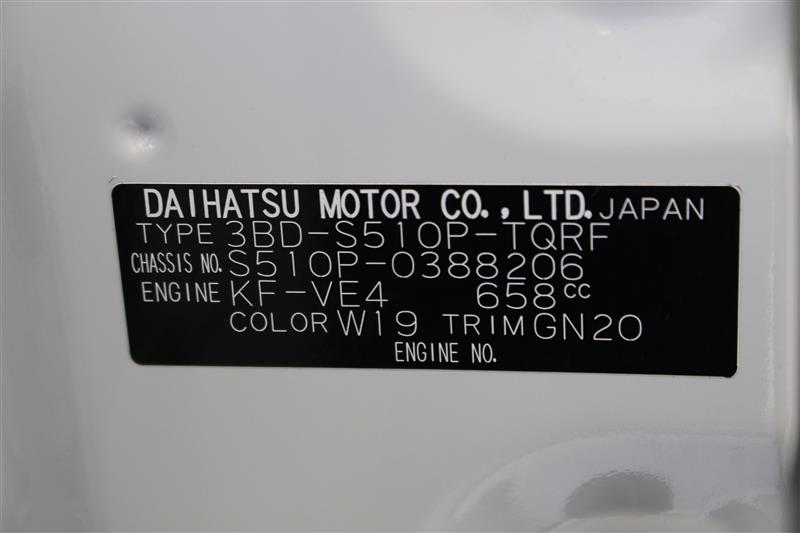 DAIHATSU MOTOR CO.,LTD. JAPAN
TYPE 3BD-S510P-TQRF
CHASSIS NO. S510P-0388206
ENGINE KF-VE4 658cc
COLOR W19 TRIM GN20
ENGINE NO.